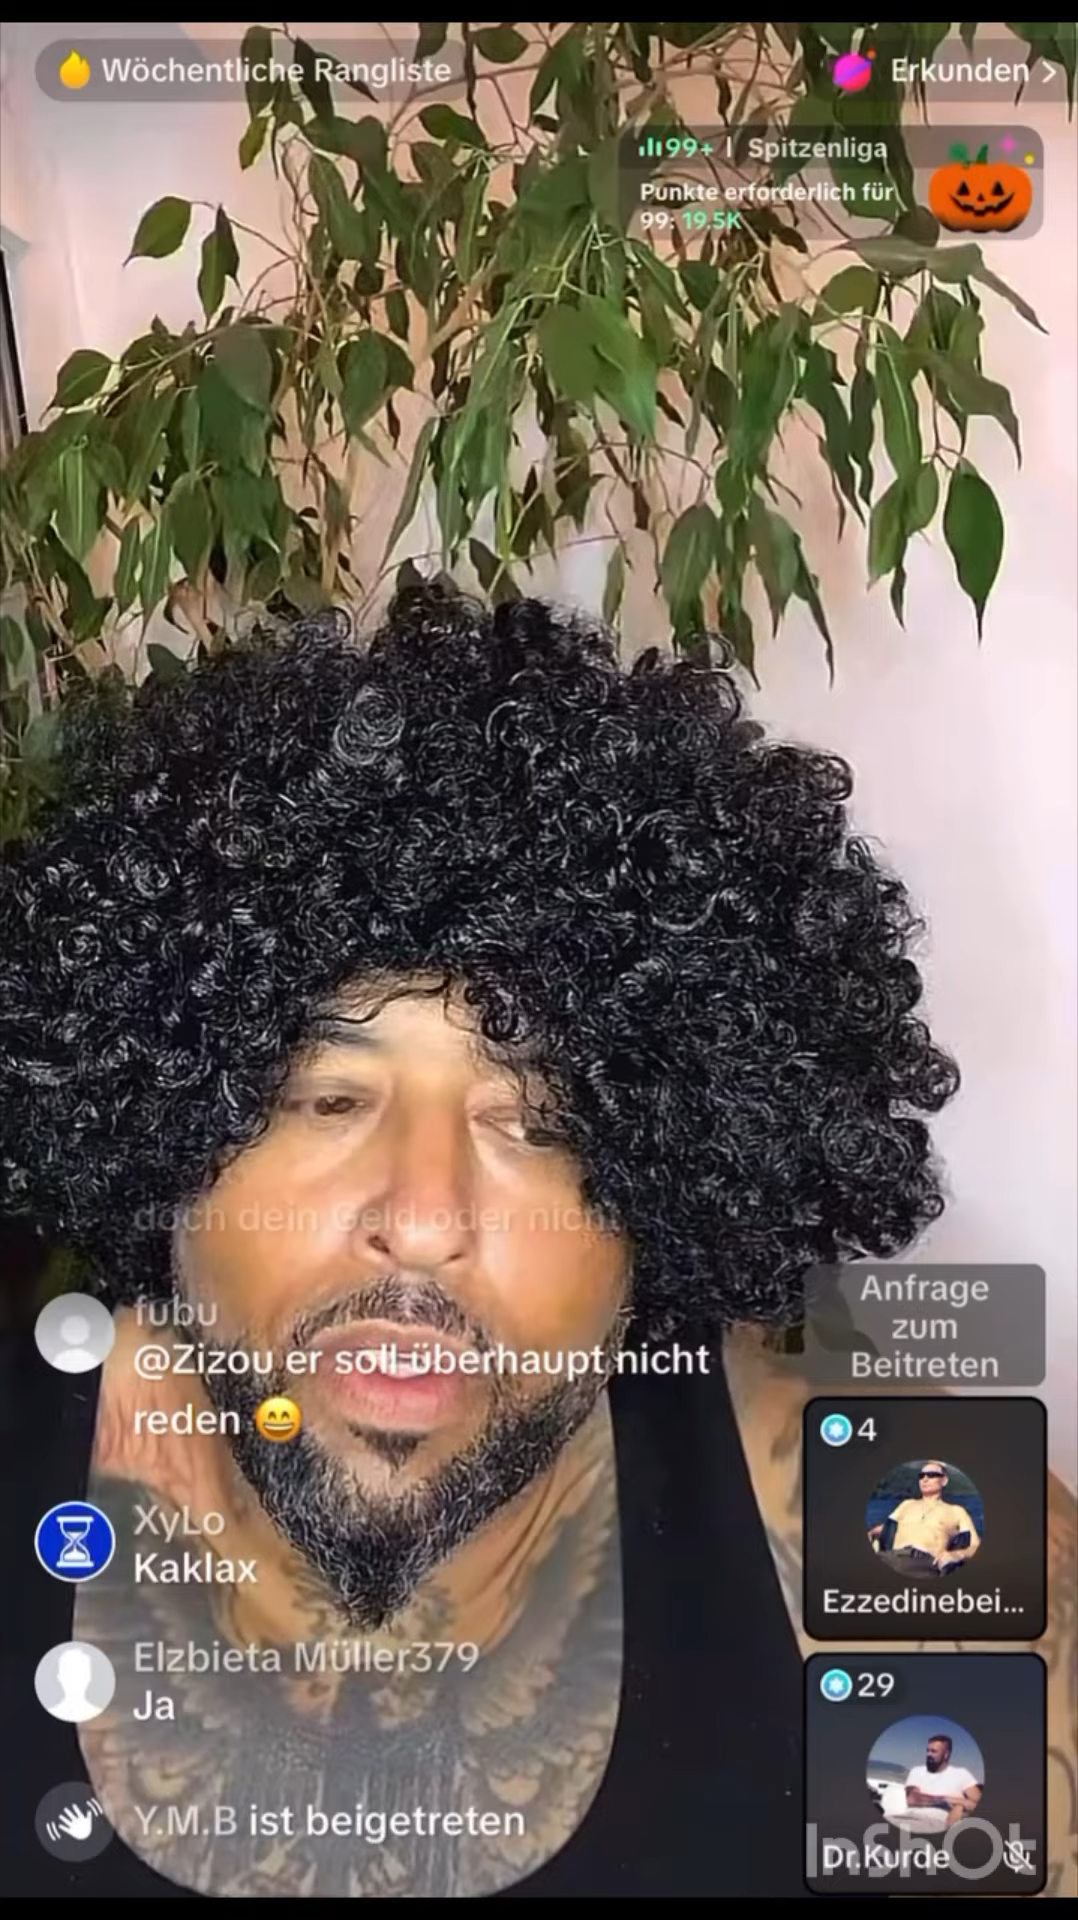 Wöchentliche Rangliste
Erkunden >
99+ | Spitzenliga
Punkte erforderlich für
99: 19.5K
doch dein Geld oder nicht
fubu
@Zizou er soll überhaupt nicht
reden 😄
XyLo
Kaklax
Elzbieta Müller379
Ja
Y.M.B ist beigetreten
Anfrage
zum
Beitreten
4
Ezzedinebei...
29
Dr.Kurde
InShOt